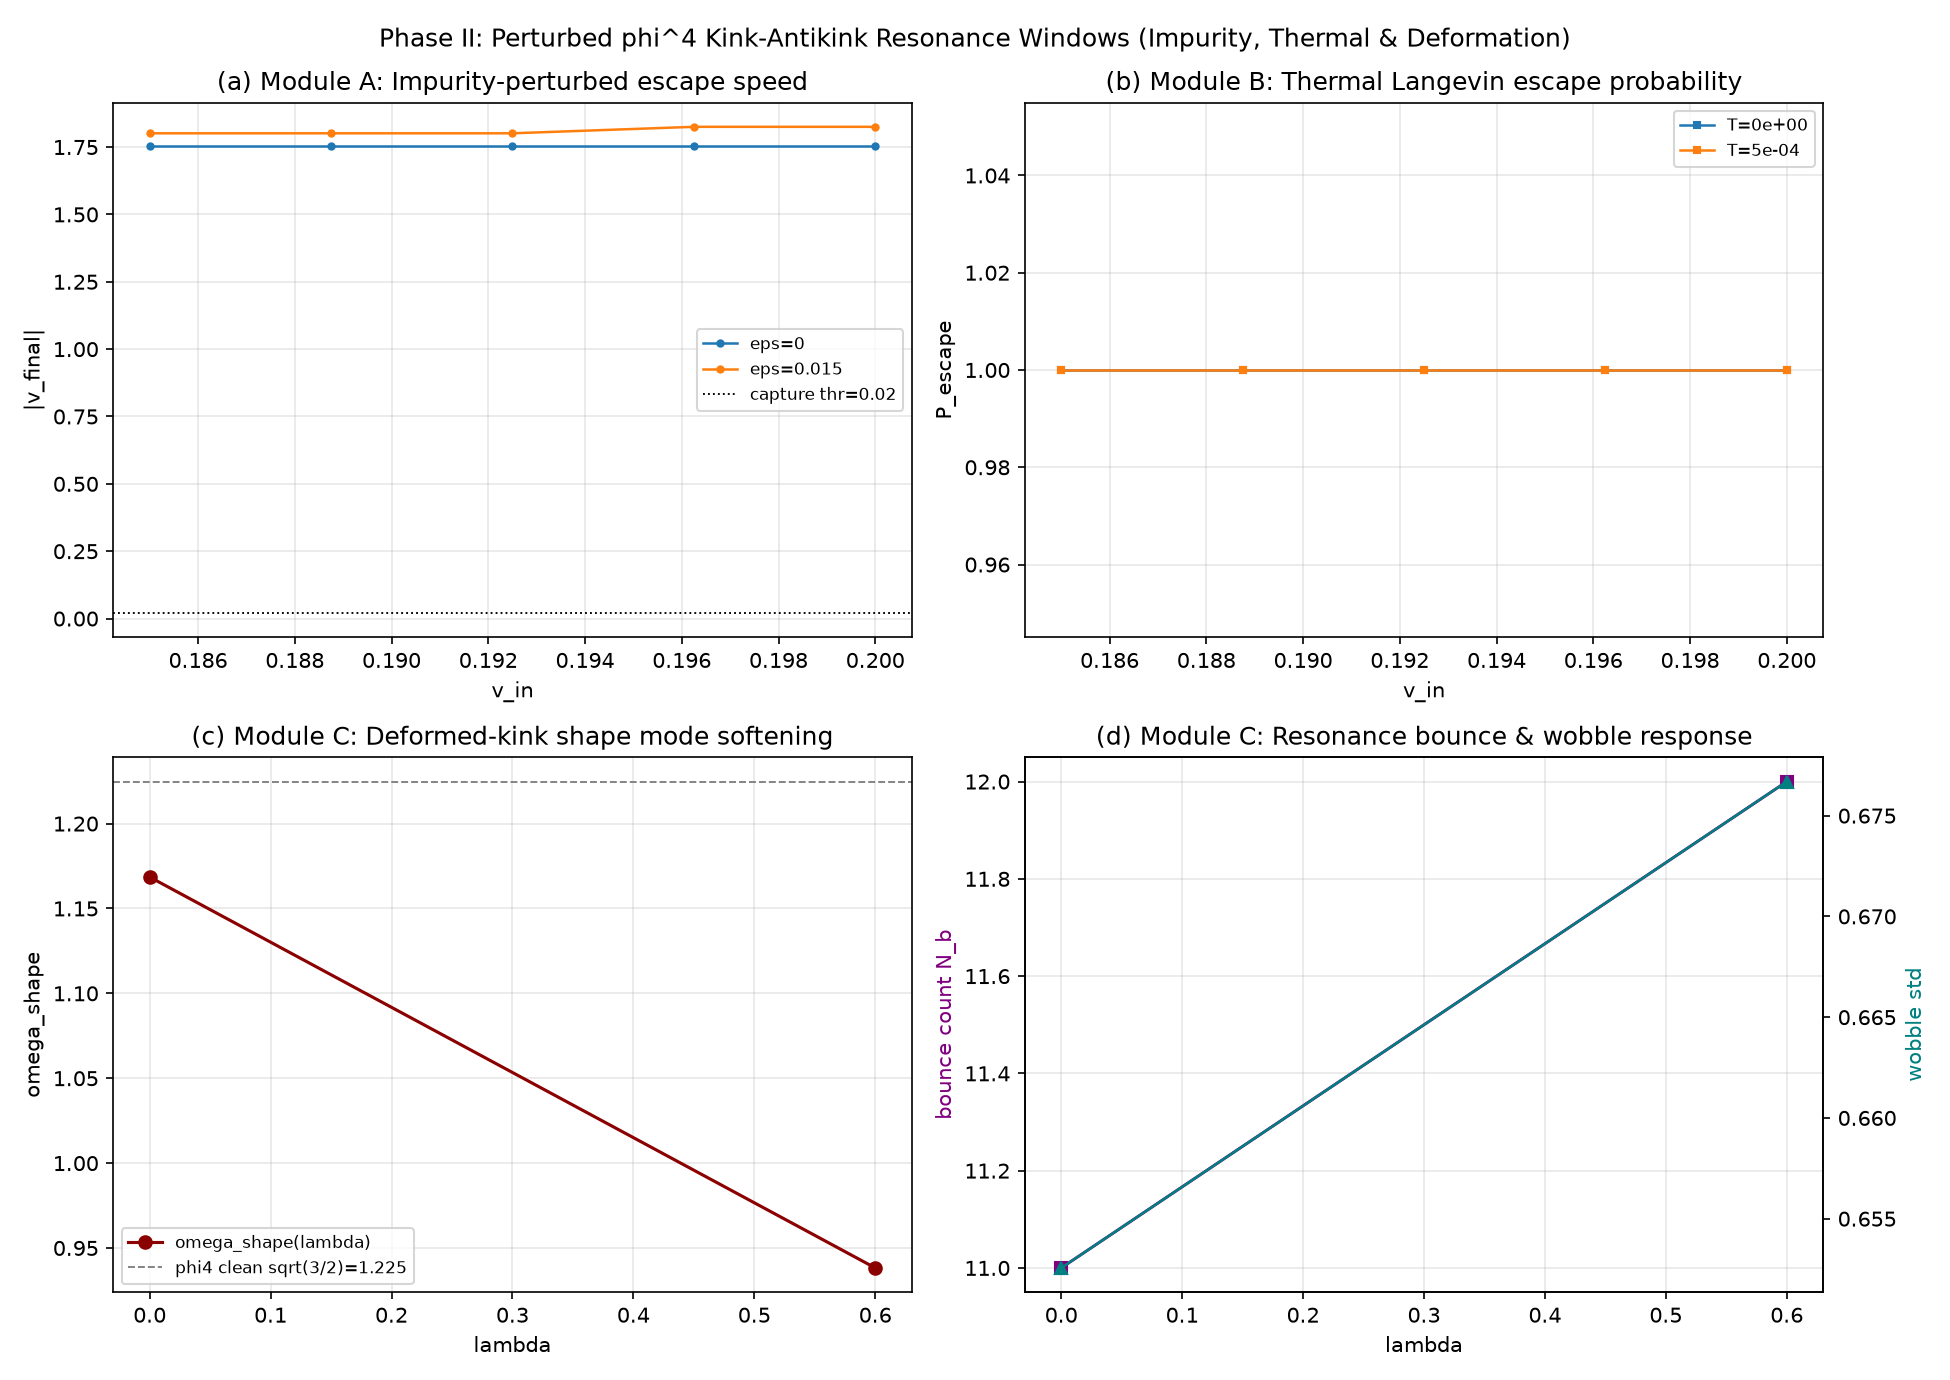 Phase II: Perturbed phi^4 Kink-Antikink Resonance Windows (Impurity, Thermal & Deformation)
(a) Module A: Impurity-perturbed escape speed
|v_final|
1.75
1.50
1.25
1.00
0.75
0.50
0.25
0.00
eps=0
eps=0.015
capture thr=0.02
0.186 0.188 0.190 0.192 0.194 0.196 0.198 0.200
v_in
(b) Module B: Thermal Langevin escape probability
P_escape
1.04
1.02
1.00
0.98
0.96
T=0e+00
T=5e-04
0.186 0.188 0.190 0.192 0.194 0.196 0.198 0.200
v_in
(c) Module C: Deformed-kink shape mode softening
omega_shape
1.20
1.15
1.10
1.05
1.00
0.95
omega_shape(lambda)
phi4 clean sqrt(3/2)=1.225
0.0 0.1 0.2 0.3 0.4 0.5 0.6
lambda
(d) Module C: Resonance bounce & wobble response
bounce count N_b
12.0
11.8
11.6
11.4
11.2
11.0
0.675
0.670
0.665
0.660
0.655
wobble std
0.0 0.1 0.2 0.3 0.4 0.5 0.6
lambda